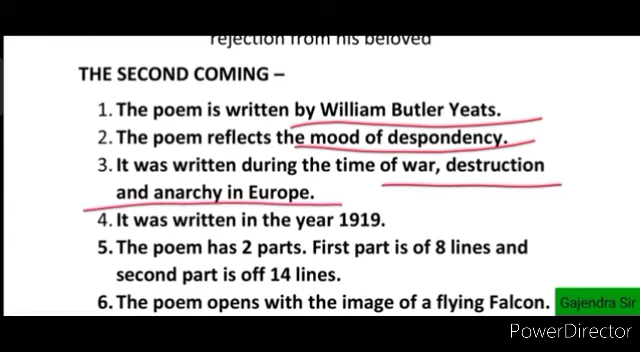 rejection from his beloved
THE SECOND COMING –
1. The poem is written by William Butler Yeats.
2. The poem reflects the mood of despondency.
3. It was written during the time of war, destruction
and anarchy in Europe.
4. It was written in the year 1919.
5. The poem has 2 parts. First part is of 8 lines and
second part is off 14 lines.
6. The poem opens with the image of a flying Falcon.
Gajendra Sir
PowerDirector